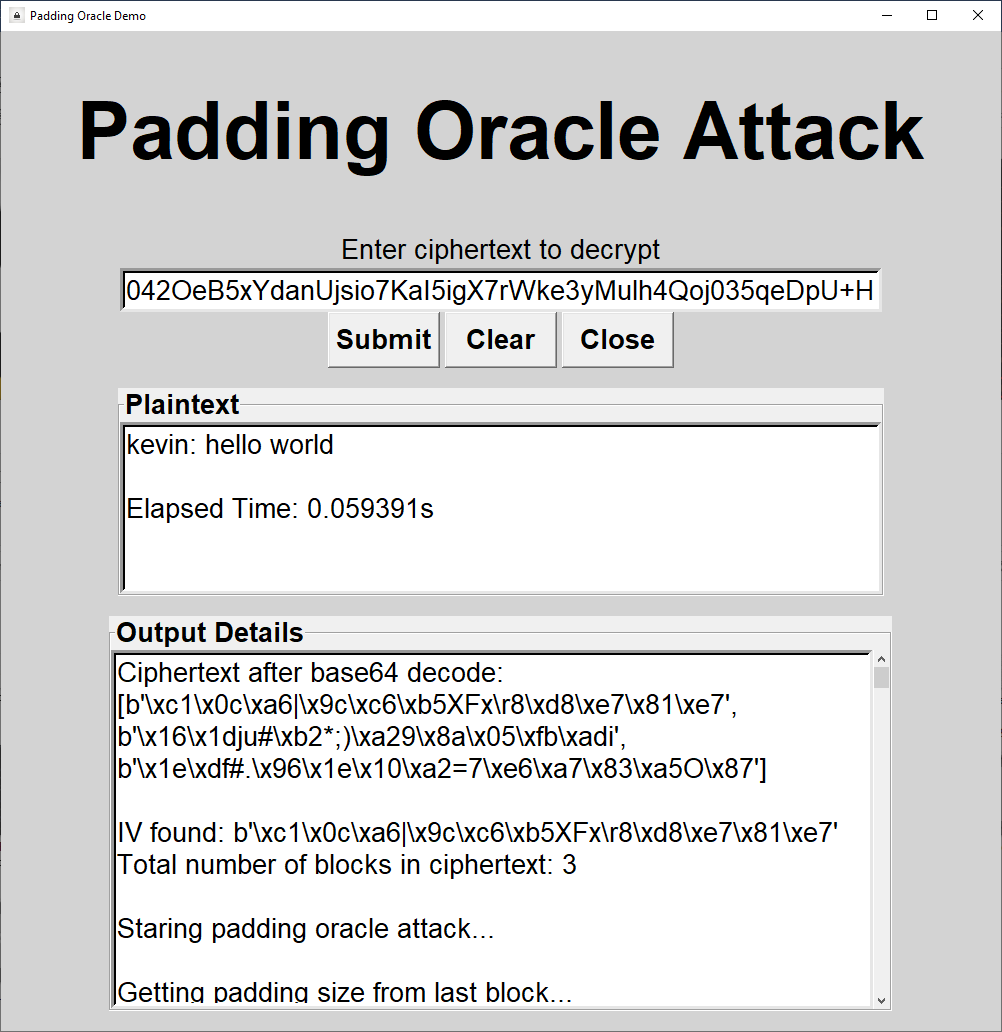 Padding Oracle Demo
Padding Oracle Attack
Enter ciphertext to decrypt
042OeB5xYdanUjsio7KaI5igX7rWke3yMulh4Qoj035qeDpU+H
Submit Clear Close
Plaintext
kevin: hello world
Elapsed Time: 0.059391s
Output Details
Ciphertext after base64 decode:
[b'\xc1\x0c\xa6|\x9c\xc6\xb5XFx\r8\xd8\xe7\x81\xe7',
b'\x16\x1dju#\xb2*;)\xa29\x8a\x05\xfb\xadi',
b'\x1e\xdf#.\x96\x1e\x10\xa2=7\xe6\xa7\x83\xa5O\x87']
IV found: b'\xc1\x0c\xa6|\x9c\xc6\xb5XFx\r8\xd8\xe7\x81\xe7'
Total number of blocks in ciphertext: 3
Staring padding oracle attack...
Getting padding size from last block...